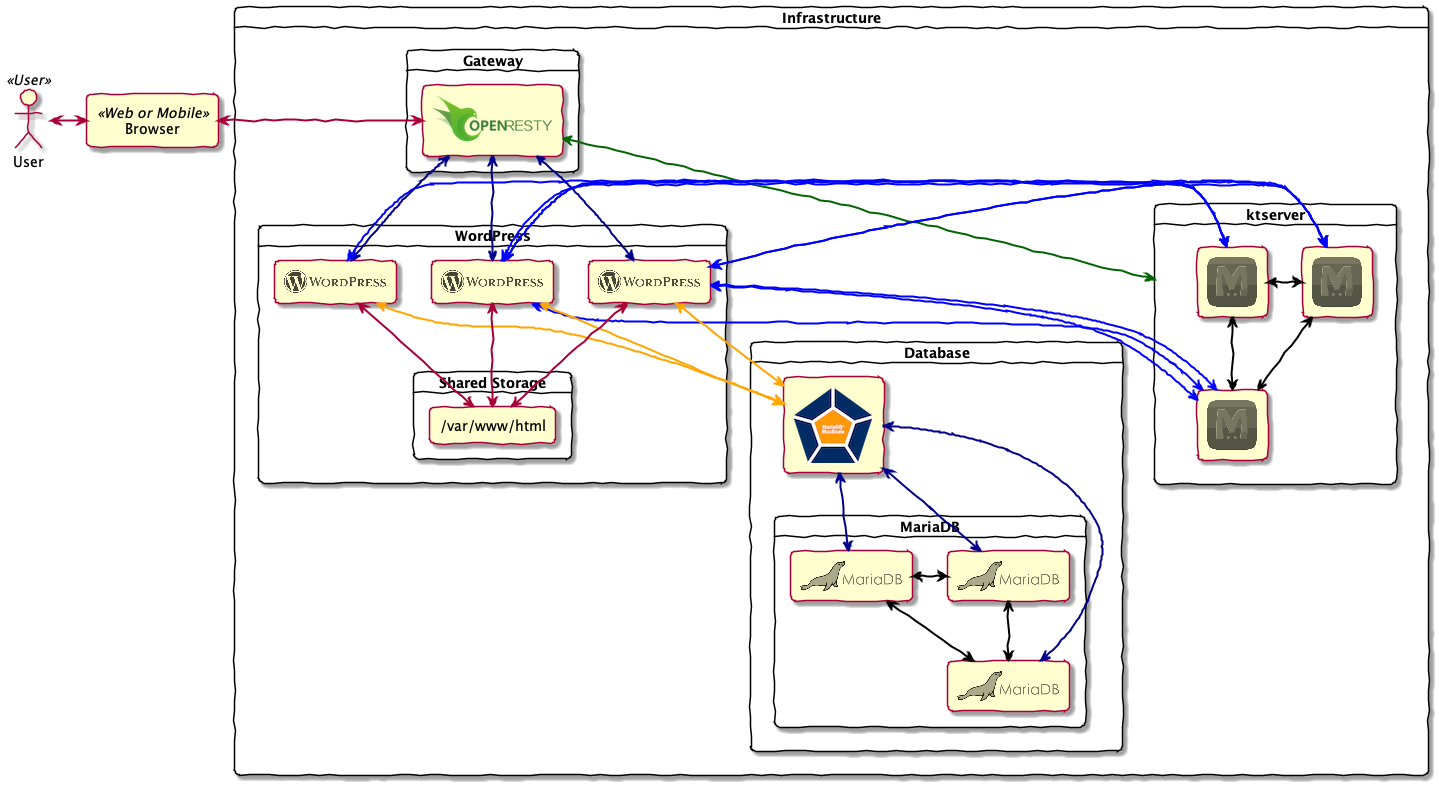 Infrastructure
«User»
User
«Web or Mobile»
Browser
Gateway
OPENRESTY
WordPress
WORDPRESS
WORDPRESS
WORDPRESS
Shared Storage
/var/www/html
ktserver
M
M
M
Database
MariaDB
MaxScale
MariaDB
MariaDB
MariaDB
MariaDB